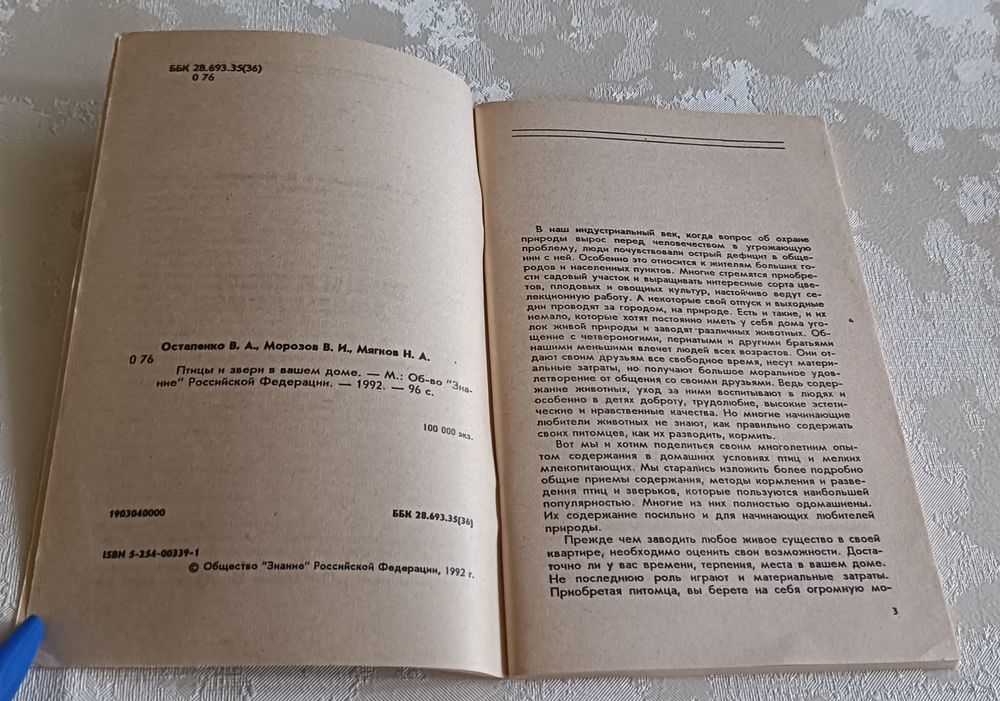 ББК 28.693.35(36)
О 76
Остапенко В. А., Морозов В. И., Мягков Н. А.
О 76
Птицы и звери в вашем доме. — М.: Об-во "Зна-
ние" Российской Федерации. — 1992. — 96 с.
100 000 экз.
1903040000
ББК 28.693.35(36)
ISBN 5-254-00339-1
© Общество "Знание" Российской Федерации, 1992 г.
В наш индустриальный век, когда вопрос об охране
природы вырос перед человечеством в угрожающую
проблему, люди почувствовали острый дефицит в обще-
нии с ней. Особенно это относится к жителям больших го-
родов и населенных пунктов. Многие стремятся приобре-
сти садовый участок и выращивать интересные сорта цве-
тов, плодовых и овощных культур, настойчиво ведут се-
лекционную работу. А некоторые свой отпуск и выходные
дни проводят за городом, на природе. Есть и такие, и их
немало, которые хотят постоянно иметь у себя дома уго-
лок живой природы и заводят различных животных. Об-
щение с четвероногими, пернатыми и другими братьями
нашими меньшими влечет людей всех возрастов. Они от-
дают своим друзьям все свободное время, несут матери-
альные затраты, но получают большое моральное удов-
летворение от общения со своими друзьями. Ведь содер-
жание животных, уход за ними воспитывают в людях и
особенно в детях доброту, трудолюбие, высокие эстети-
ческие и нравственные качества. Но многие начинающие
любители животных не знают, как правильно содержать
своих питомцев, как их разводить, кормить.
Вот мы и хотим поделиться своим многолетним опы-
том содержания в домашних условиях птиц и мелких
млекопитающих. Мы старались изложить более подробно
общие приемы содержания, методы кормления и разве-
дения птиц и зверьков, которые пользуются наибольшей
популярностью. Многие из них полностью одомашнены.
Их содержание посильно и для начинающих любителей
природы.
Прежде чем заводить любое живое существо в своей
квартире, необходимо оценить свои возможности. Доста-
точно ли у вас времени, терпения, места в вашем доме.
Не последнюю роль играют и материальные затраты.
Приобретая питомца, вы берете на себя огромную мо-
3